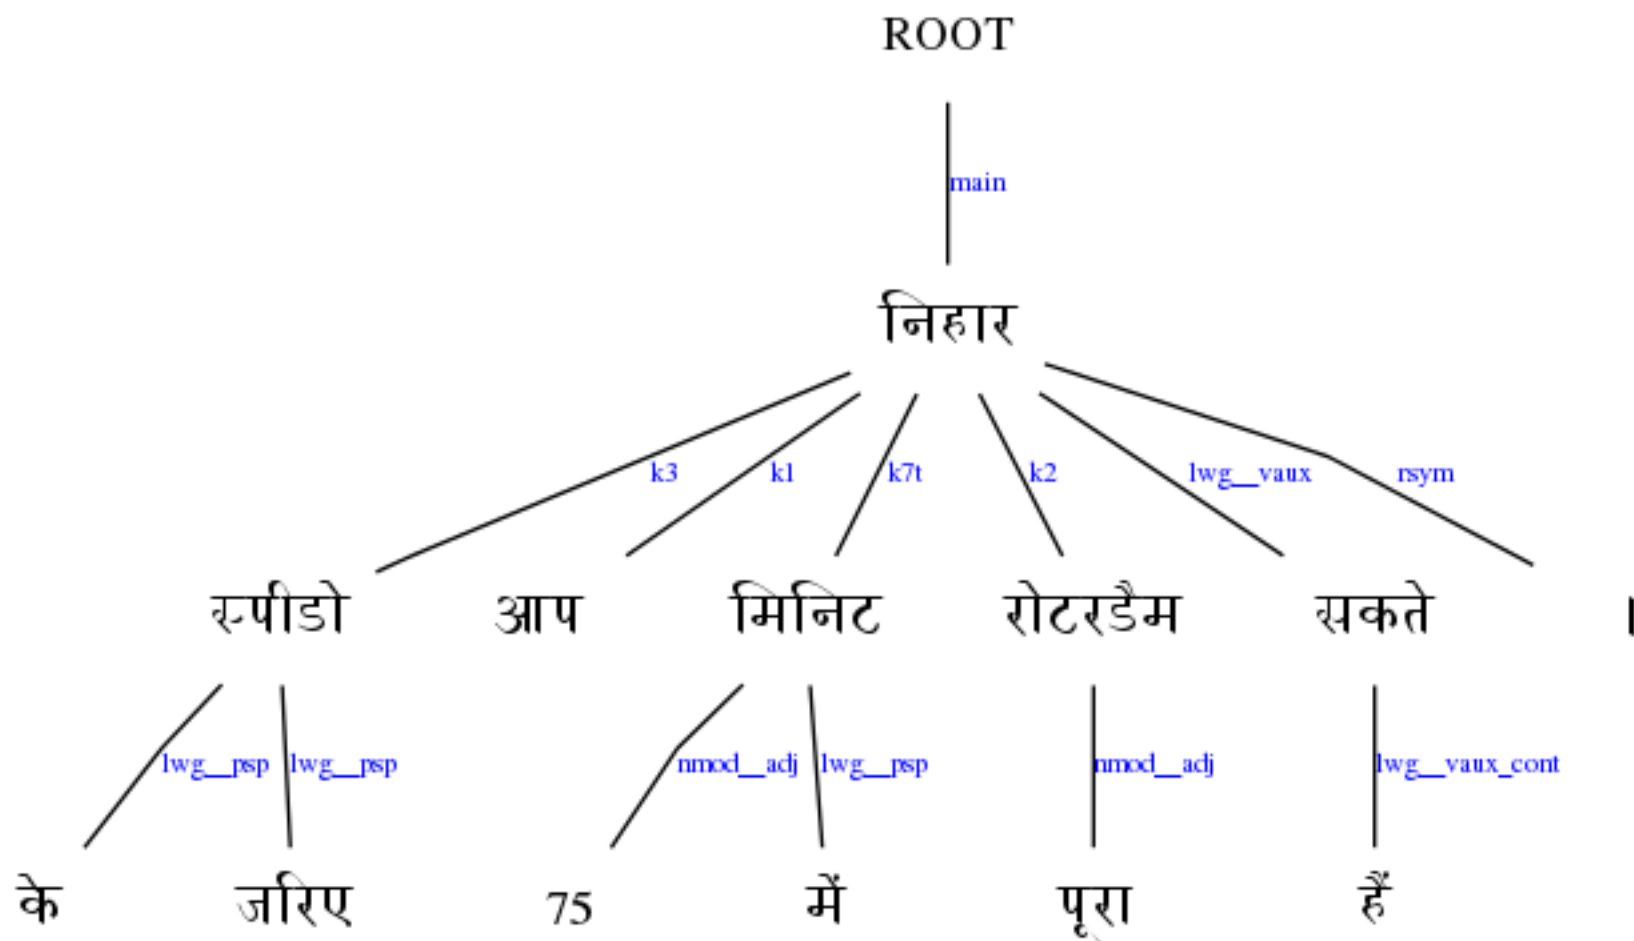 ROOT
main
निहार
k3 k1 k7t k2 lwg__vaux rsym
स्पीडो आप मिनिट रोटरडैम सकते ।
lwg__psp lwg__psp nmod__adj lwg__psp nmod__adj lwg__vaux_cont
के जरिए 75 में पूरा हैं